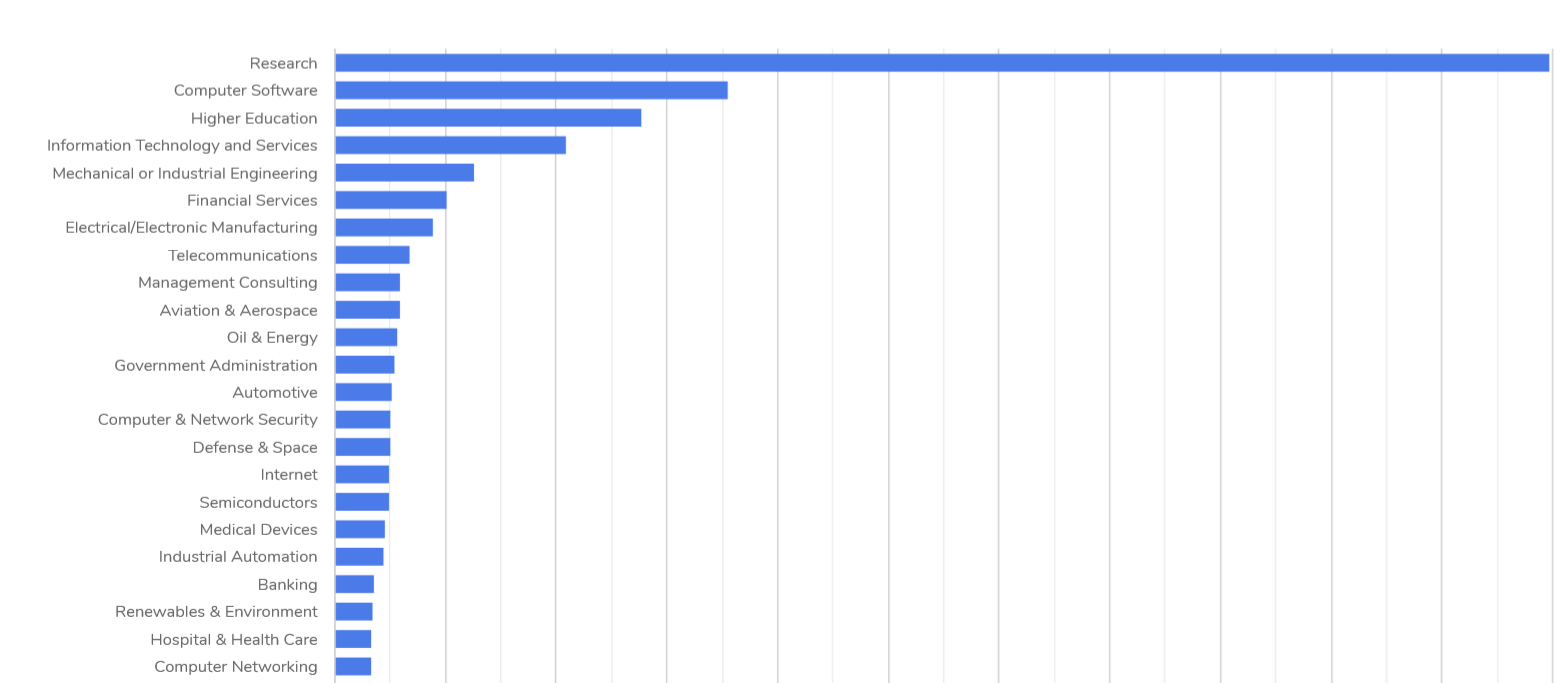 Research
Computer Software
Higher Education
Information Technology and Services
Mechanical or Industrial Engineering
Financial Services
Electrical/Electronic Manufacturing
Telecommunications
Management Consulting
Aviation & Aerospace
Oil & Energy
Government Administration
Automotive
Computer & Network Security
Defense & Space
Internet
Semiconductors
Medical Devices
Industrial Automation
Banking
Renewables & Environment
Hospital & Health Care
Computer Networking